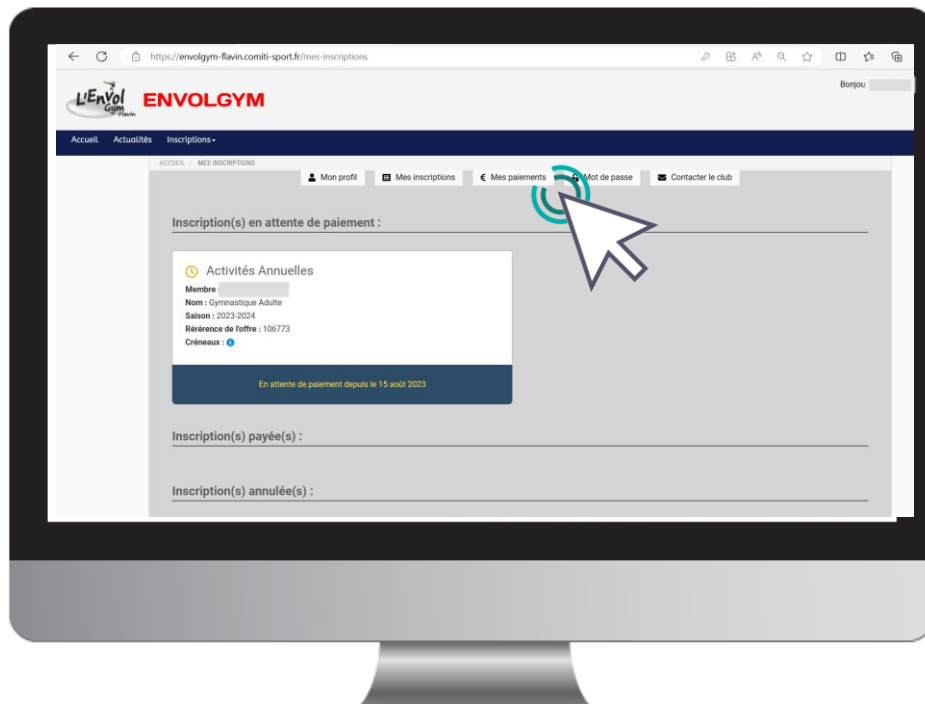 https://envolgym-flavin.comiti-sport.fr/mes-inscriptions
Bonjou
L'Envol
Gym
Flavin
ENVOLGYM
Accueil Actualités Inscriptions
ACCUEIL / MES INSCRIPTIONS
Mon profil Mes inscriptions € Mes paiements Mot de passe Contacter le club
Inscription(s) en attente de paiement :
Activités Annuelles
Membre :
Nom : Gymnastique Adulte
Saison : 2023-2024
Rérérence de l'offre : 106773
Créneaux :
En attente de paiement depuis le 15 août 2023
Inscription(s) payée(s) :
Inscription(s) annulée(s) :